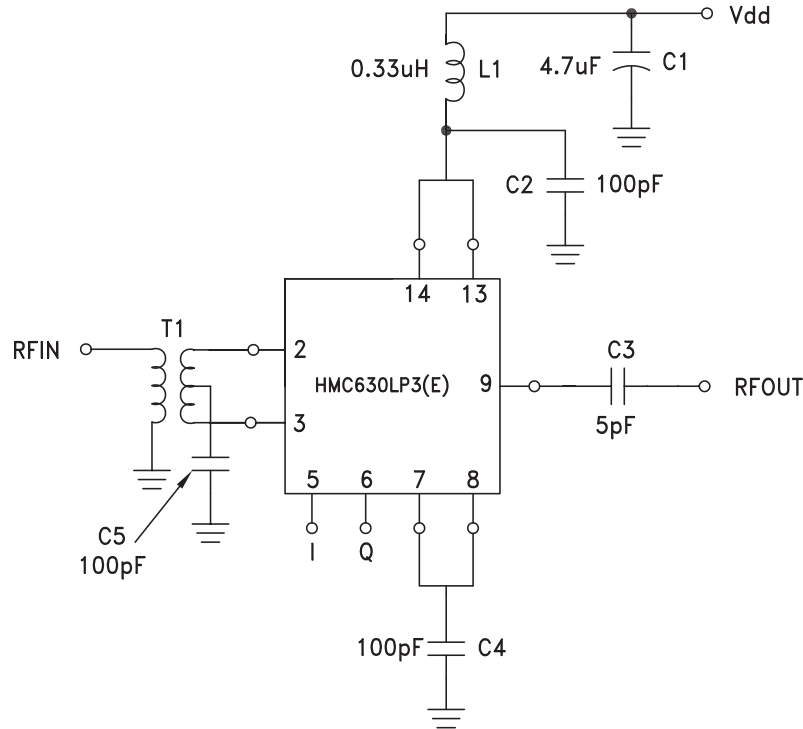 Vdd
0.33uH L1
4.7uF C1
C2 100pF
14 13
T1
RFIN
2
HMC630LP3(E)
9
C3
RFOUT
5pF
3
5 6 7 8
C5
100pF
I Q
100pF C4